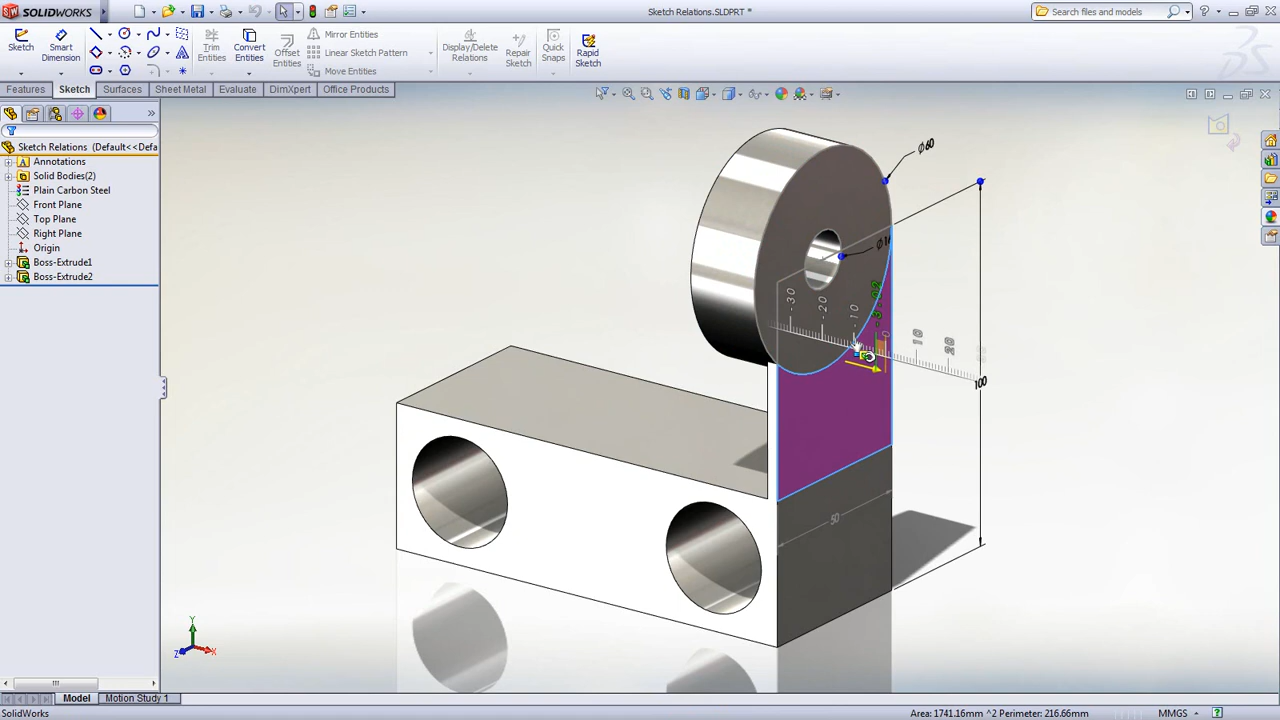 SOLIDWORKS
Sketch Relations.SLDPRT *
Search files and models
Sketch
Smart Dimension
Trim Entities
Convert Entities
Offset Entities
Mirror Entities
Linear Sketch Pattern
Move Entities
Display/Delete Relations
Repair Sketch
Quick Snaps
Rapid Sketch
Features
Sketch
Surfaces
Sheet Metal
Evaluate
DimXpert
Office Products
Sketch Relations (Default<<Defa
Annotations
Solid Bodies(2)
Plain Carbon Steel
Front Plane
Top Plane
Right Plane
Origin
Boss-Extrude1
Boss-Extrude2
Ø60
-30
-20
-10
0
10
20
100
50
Y
X
Z
Model
Motion Study 1
SolidWorks
Area: 1741.16mm ^2 Perimeter: 216.66mm
MMGS